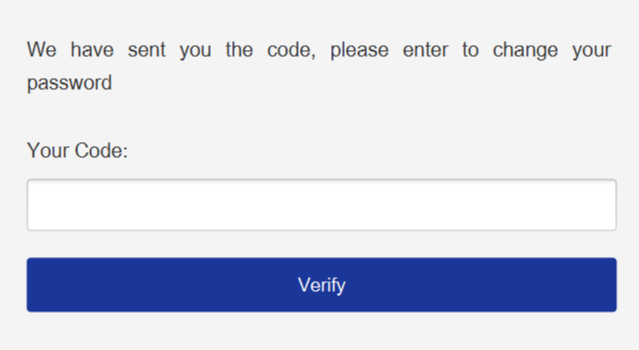 We have sent you the code, please enter to change your
password
Your Code:
Verify